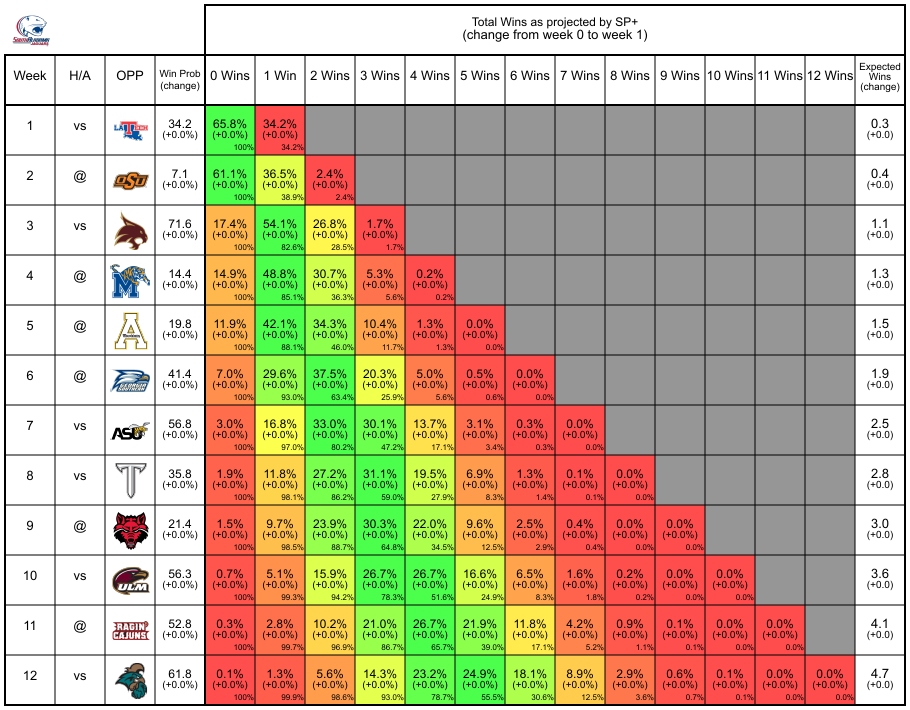 Total Wins as projected by SP+
(change from week 0 to week 1)
Week H/A OPP Win Prob (change) 0 Wins 1 Win 2 Wins 3 Wins 4 Wins 5 Wins 6 Wins 7 Wins 8 Wins 9 Wins 10 Wins 11 Wins 12 Wins Expected Wins (change)
1 vs LA TECH 34.2 65.8% 34.2% 0.3
(+0.0%) (+0.0%) (+0.0%) (+0.0)
100% 34.2%
2 @ OSU 7.1 61.1% 36.5% 2.4% 0.4
(+0.0%) (+0.0%) (+0.0%) (+0.0%) (+0.0)
100% 38.9% 2.4%
3 vs 71.6 17.4% 54.1% 26.8% 1.7% 1.1
(+0.0%) (+0.0%) (+0.0%) (+0.0%) (+0.0%) (+0.0)
100% 82.6% 28.5% 1.7%
4 @ M 14.4 14.9% 48.8% 30.7% 5.3% 0.2% 1.3
(+0.0%) (+0.0%) (+0.0%) (+0.0%) (+0.0%) (+0.0%) (+0.0)
100% 85.1% 36.3% 5.6% 0.2%
5 @ A 19.8 11.9% 42.1% 34.3% 10.4% 1.3% 0.0% 1.5
(+0.0%) (+0.0%) (+0.0%) (+0.0%) (+0.0%) (+0.0%) (+0.0%) (+0.0)
100% 88.1% 46.0% 11.7% 1.3% 0.0%
6 @ 41.4 7.0% 29.6% 37.5% 20.3% 5.0% 0.5% 0.0% 1.9
(+0.0%) (+0.0%) (+0.0%) (+0.0%) (+0.0%) (+0.0%) (+0.0%) (+0.0%) (+0.0)
100% 93.0% 63.4% 25.9% 5.6% 0.6% 0.0%
7 vs ASU 56.8 3.0% 16.8% 33.0% 30.1% 13.7% 3.1% 0.3% 0.0% 2.5
(+0.0%) (+0.0%) (+0.0%) (+0.0%) (+0.0%) (+0.0%) (+0.0%) (+0.0%) (+0.0%) (+0.0)
100% 97.0% 80.2% 47.2% 17.1% 3.4% 0.3% 0.0%
8 vs T 35.8 1.9% 11.8% 27.2% 31.1% 19.5% 6.9% 1.3% 0.1% 0.0% 2.8
(+0.0%) (+0.0%) (+0.0%) (+0.0%) (+0.0%) (+0.0%) (+0.0%) (+0.0%) (+0.0%) (+0.0%) (+0.0)
100% 98.1% 86.2% 59.0% 27.9% 8.3% 1.4% 0.1% 0.0%
9 @ 21.4 1.5% 9.7% 23.9% 30.3% 22.0% 9.6% 2.5% 0.4% 0.0% 0.0% 3.0
(+0.0%) (+0.0%) (+0.0%) (+0.0%) (+0.0%) (+0.0%) (+0.0%) (+0.0%) (+0.0%) (+0.0%) (+0.0%) (+0.0)
100% 98.5% 88.7% 64.8% 34.5% 12.5% 2.9% 0.4% 0.0% 0.0%
10 vs ULM 56.3 0.7% 5.1% 15.9% 26.7% 26.7% 16.6% 6.5% 1.6% 0.2% 0.0% 0.0% 3.6
(+0.0%) (+0.0%) (+0.0%) (+0.0%) (+0.0%) (+0.0%) (+0.0%) (+0.0%) (+0.0%) (+0.0%) (+0.0%) (+0.0%) (+0.0)
100% 99.3% 94.2% 78.3% 51.6% 24.9% 8.3% 1.8% 0.2% 0.0% 0.0%
11 @ RAGIN' CAJUNS 52.8 0.3% 2.8% 10.2% 21.0% 26.7% 21.9% 11.8% 4.2% 0.9% 0.1% 0.0% 0.0% 4.1
(+0.0%) (+0.0%) (+0.0%) (+0.0%) (+0.0%) (+0.0%) (+0.0%) (+0.0%) (+0.0%) (+0.0%) (+0.0%) (+0.0%) (+0.0%) (+0.0)
100% 99.7% 96.9% 86.7% 65.7% 39.0% 17.1% 5.2% 1.1% 0.1% 0.0% 0.0%
12 vs 61.8 0.1% 1.3% 5.6% 14.3% 23.2% 24.9% 18.1% 8.9% 2.9% 0.6% 0.1% 0.0% 0.0% 4.7
(+0.0%) (+0.0%) (+0.0%) (+0.0%) (+0.0%) (+0.0%) (+0.0%) (+0.0%) (+0.0%) (+0.0%) (+0.0%) (+0.0%) (+0.0%) (+0.0%) (+0.0)
100% 99.9% 98.6% 93.0% 78.7% 55.5% 30.6% 12.5% 3.6% 0.7% 0.1% 0.0% 0.0%